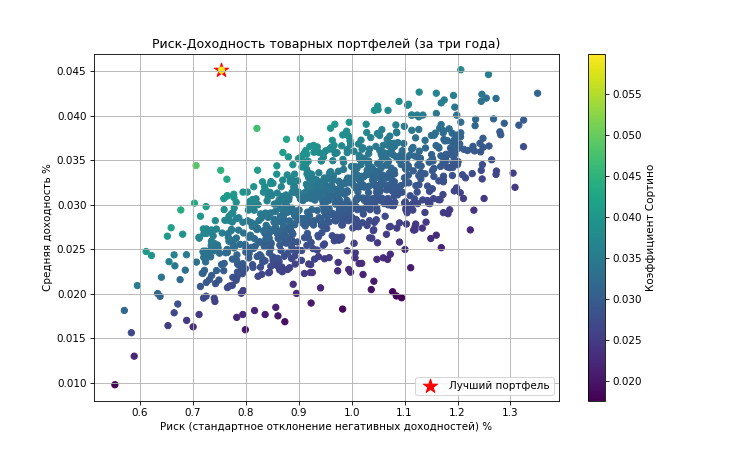 Риск-Доходность товарных портфелей (за три года)
Средняя доходность %
0.045
0.040
0.035
0.030
0.025
0.020
0.015
0.010
0.6 0.7 0.8 0.9 1.0 1.1 1.2 1.3
Риск (стандартное отклонение негативных доходностей) %
Лучший портфель
0.055
0.050
0.045
0.040
0.035
0.030
0.025
0.020
Коэффициент Сортино